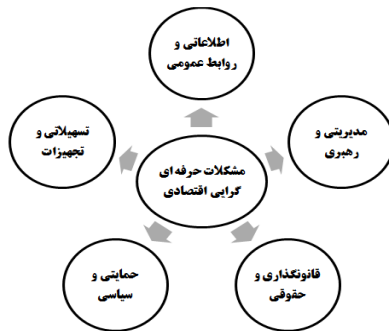 اطلاعاتی و
روابط عمومی
مدیریتی و
رهبری
تسهیلاتی و
تجهیزات
مشکلات حرفه ای
گرایی اقتصادی
قانونگذاری و
حقوقی
حمایتی و
سیاسی